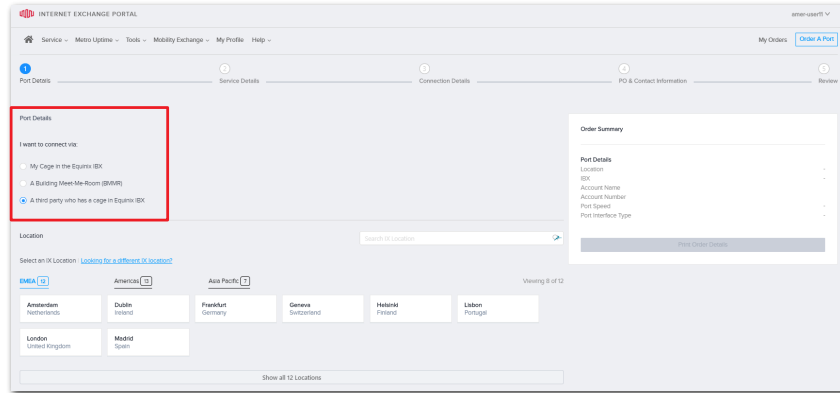 INTERNET EXCHANGE PORTAL
amer-user11
Service Metro Uptime Tools Mobility Exchange My Profile Help
My Orders Order A Port
1 2 3 4 5
Port Details Service Details Connection Details PO & Contact Information Review
Port Details
I want to connect via:
My Cage in the Equinix IBX
A Building Meet-Me-Room (BMMR)
A third party who has a cage in Equinix IBX
Order Summary
Port Details
Location -
IBX -
Account Name
Account Number
Port Speed -
Port Interface Type -
Print Order Details
Location
Search IX Location
Select an IX Location Looking for a different IX location?
EMEA 12 Americas 13 Asia Pacific 7 Viewing 8 of 12
Amsterdam Dublin Frankfurt Geneva Helsinki Lisbon
Netherlands Ireland Germany Switzerland Finland Portugal
London Madrid
United Kingdom Spain
Show all 12 Locations